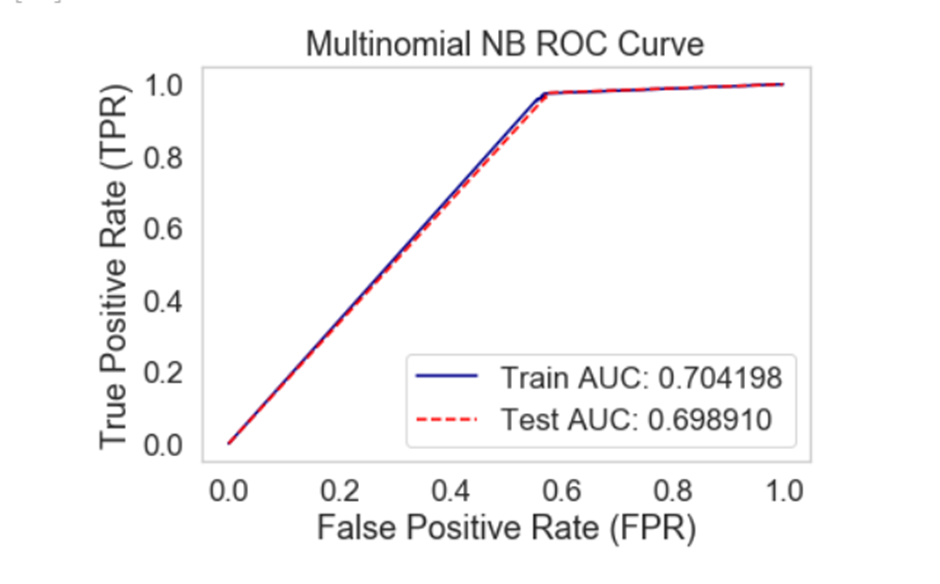 Multinomial NB ROC Curve
True Positive Rate (TPR)
1.0
0.8
0.6
0.4
0.2
0.0
Train AUC: 0.704198
Test AUC: 0.698910
0.0 0.2 0.4 0.6 0.8 1.0
False Positive Rate (FPR)